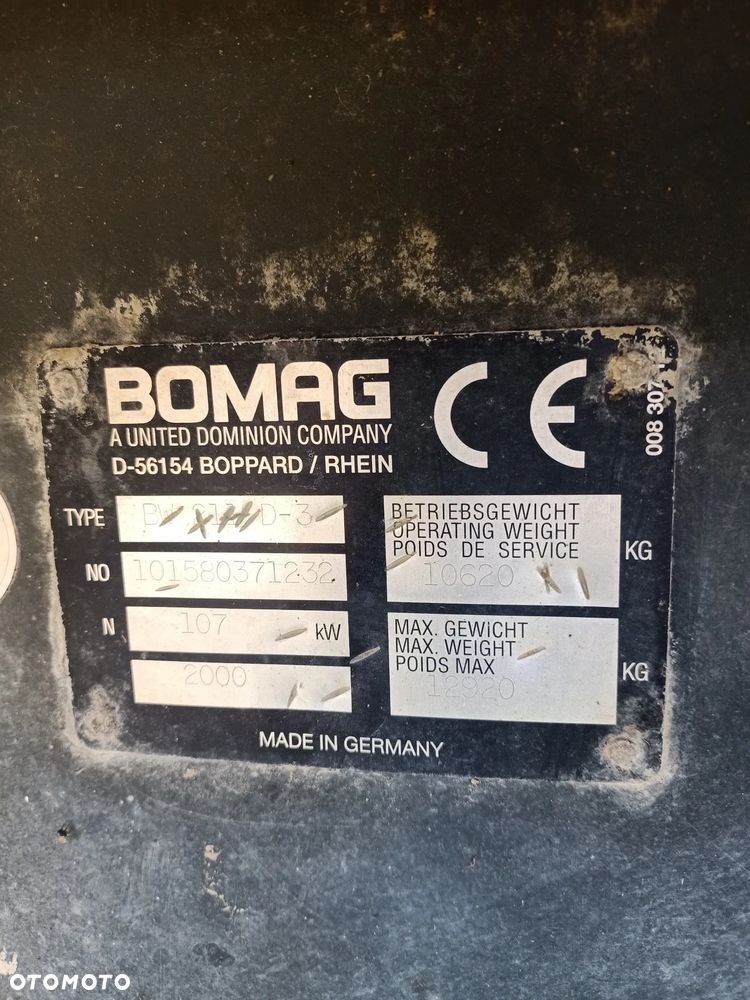 BOMAG
A UNITED DOMINION COMPANY
D-56154 BOPPARD / RHEIN
CE
008 307
TYPE D-3
NO 101580371232
N 107 kW
2000
BETRIEBSGEWICHT
OPERATING WEIGHT
POIDS DE SERVICE
10620 KG
MAX. GEWiCHT
MAX. WEIGHT
POIDS MAX
12920 KG
MADE IN GERMANY
OTOMOTO